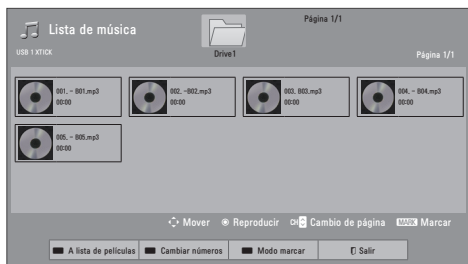 Lista de música
Página 1/1
USB 1 XTICK
Drive1
Página 1/1
001. - B01.mp3
00:00
002. -B02.mp3
00:00
003. B03.mp3
00:00
004. - B04.mp3
00:00
005. - B05.mp3
00:00
Mover Reproducir CH Cambio de página MARK Marcar
A lista de películas Cambiar números Modo marcar Salir